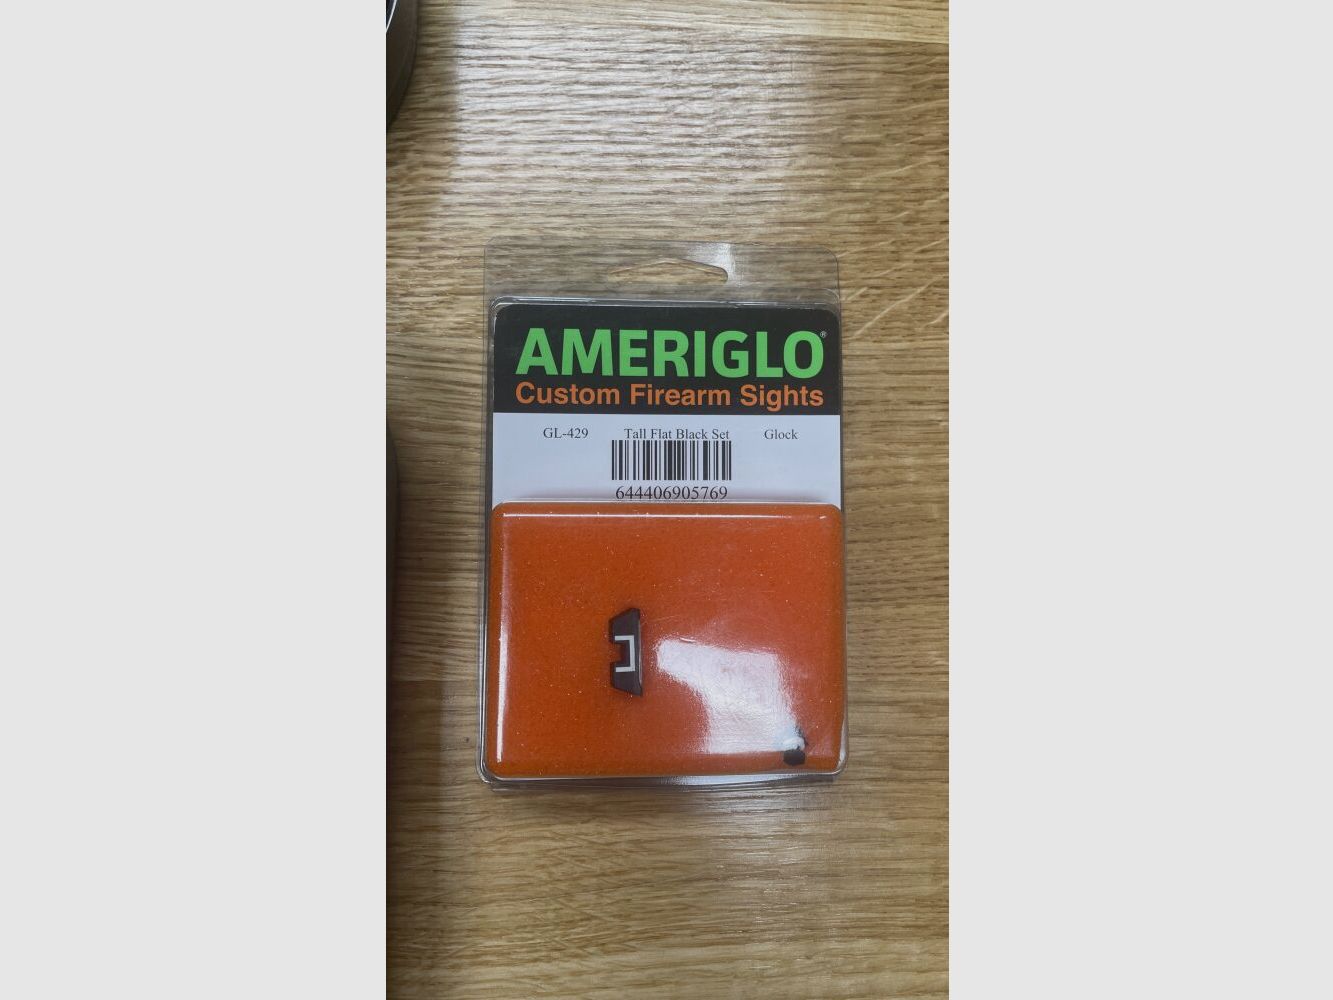 AMERIGLO®
Custom Firearm Sights
GL-429 Tall Flat Black Set Glock
644406905769